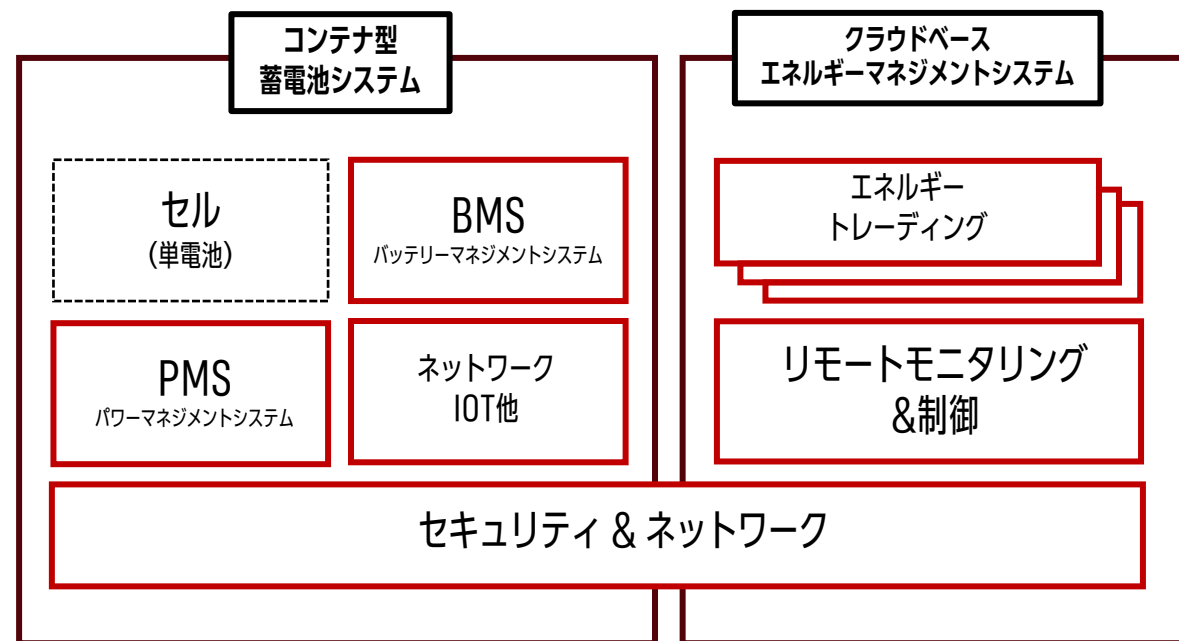 コンテナ型
蓄電池システム
クラウドベース
エネルギーマネジメントシステム
セル
(単電池)
BMS
バッテリーマネジメントシステム
エネルギー
トレーディング
PMS
パワーマネジメントシステム
ネットワーク
IOT他
リモートモニタリング
&制御
セキュリティ & ネットワーク